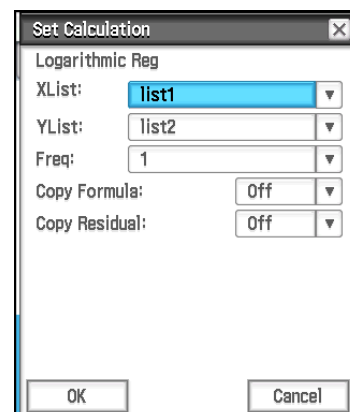 Set Calculation
Logarithmic Reg
XList: list1
YList: list2
Freq: 1
Copy Formula: Off
Copy Residual: Off
OK Cancel